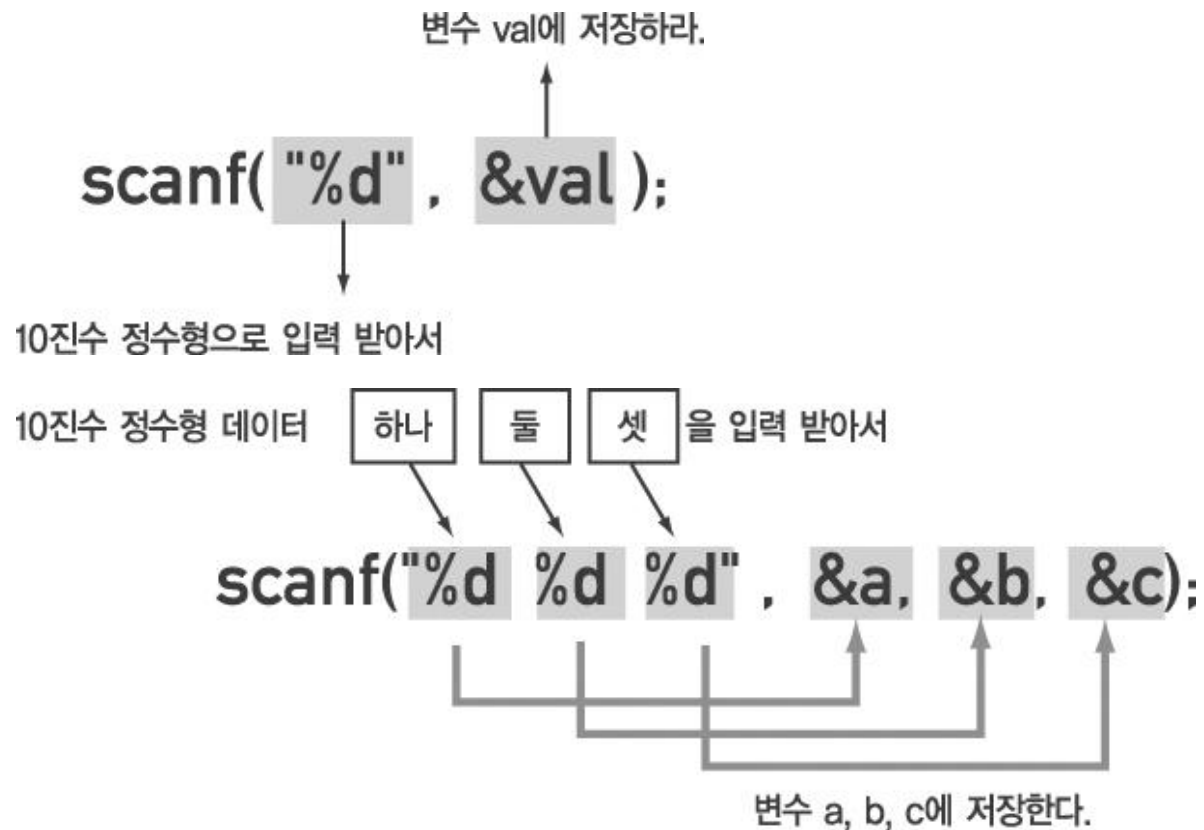 변수 val에 저장하라.
scanf( "%d" , &val );
10진수 정수형으로 입력 받아서
10진수 정수형 데이터 하나 둘 셋 을 입력 받아서
scanf("%d %d %d" , &a, &b, &c);
변수 a, b, c에 저장한다.